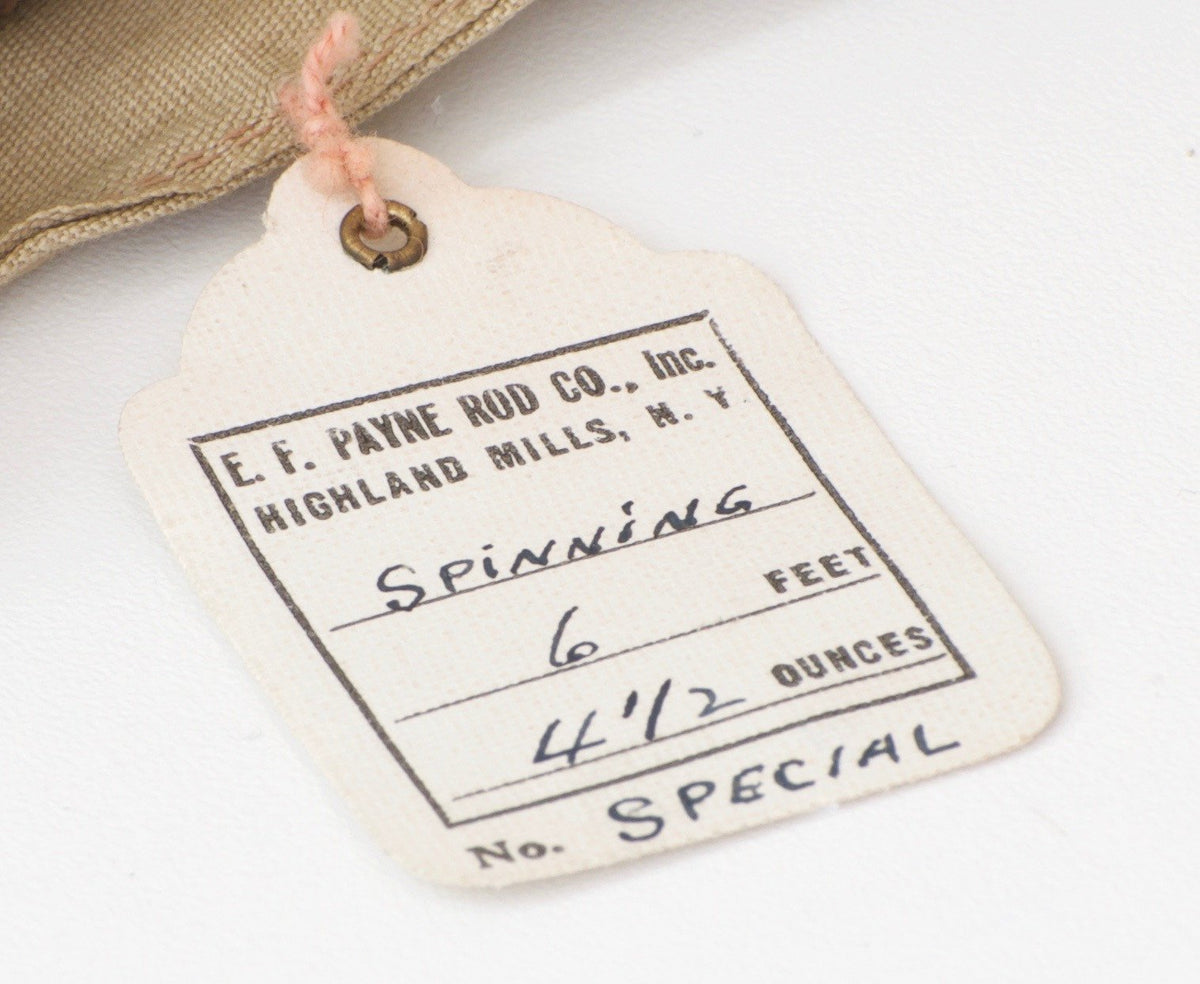 E. F. PAYNE ROD CO., Inc.
HIGHLAND MILLS, N. Y.
SPiNNiNG
6 FEET
4 1/2 OUNCES
No. SPECIAL